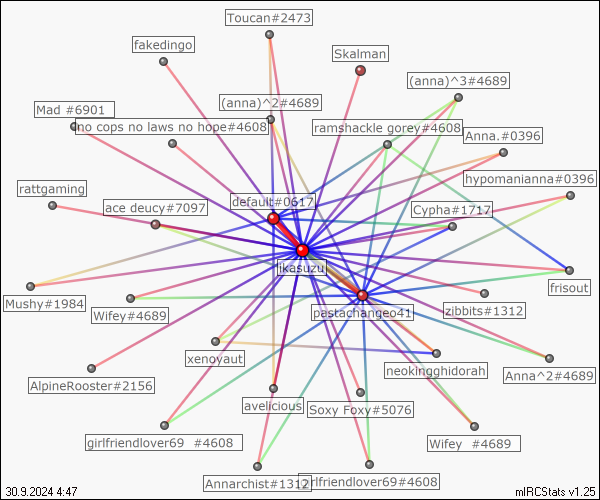 Toucan#2473
fakedingo
Skalman
(anna)^3#4689
(anna)^2#4689
Mad #6901
no cops no laws no hope#4608
ramshackle gorey#4608
Anna.#0396
hypomanianna#0396
rattgaming
default#0617
ace deucy#7097
Cypha#1717
ikasuzu
Mushy#1984
Wifey#4689
pastachangeo41
zibbits#1312
frisout
xenoyaut
neokingghidorah
AlpineRooster#2156
Anna^2#4689
avelicious
Soxy Foxy#5076
girlfriendlover69 #4608
Wifey #4689
Annarchist#1312
girlfriendlover69#4608
30.9.2024 4:47
mIRCStats v1.25